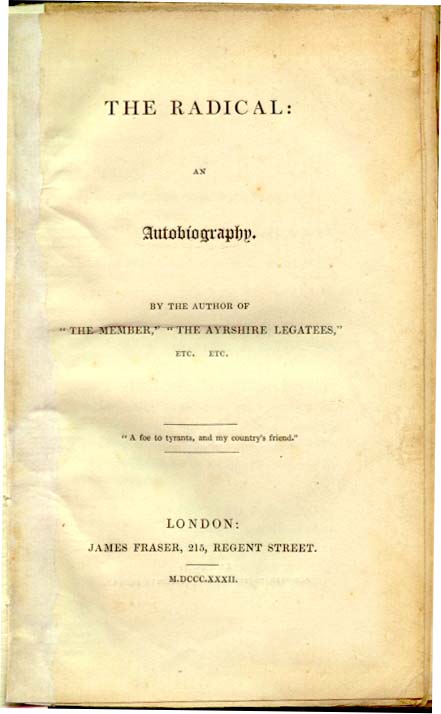 THE RADICAL:
AN
Autobiography.
BY THE AUTHOR OF
"THE MEMBER," "THE AYRSHIRE LEGATEES,"
ETC. ETC.
"A foe to tyrants, and my country's friend."
LONDON:
JAMES FRASER, 215, REGENT STREET.
M.DCCC.XXXII.